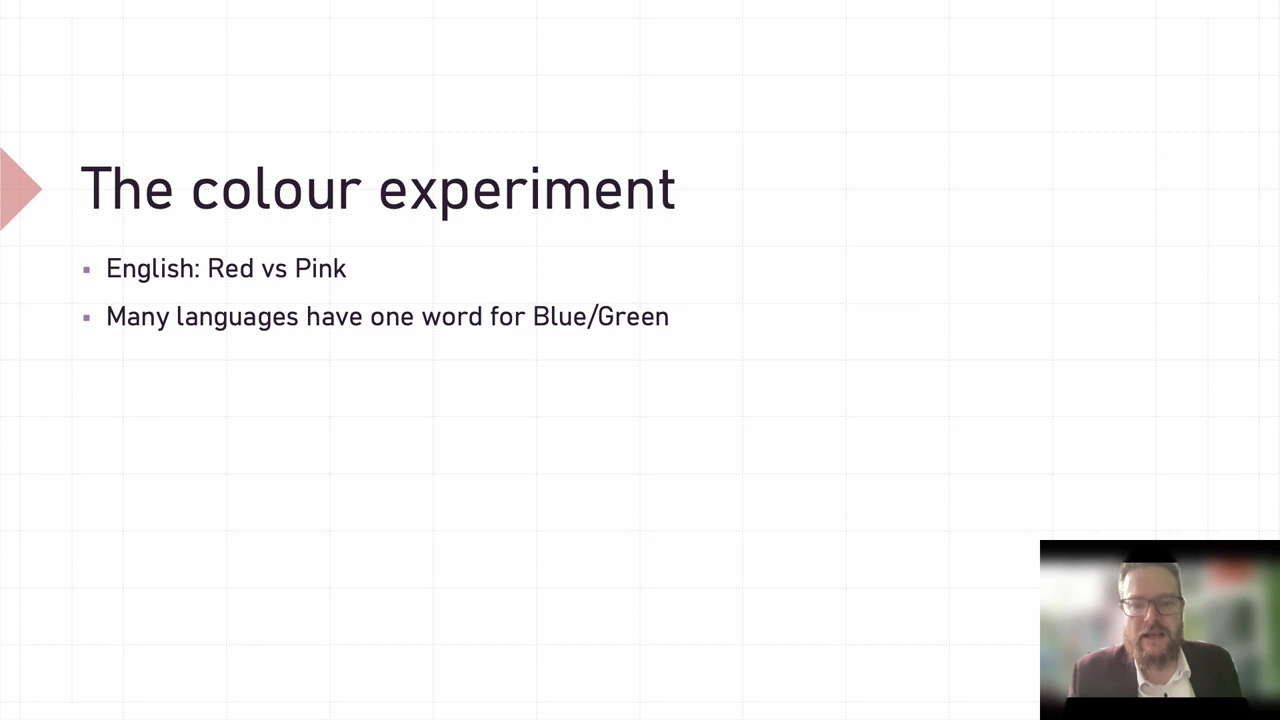 The colour experiment
English: Red vs Pink
Many languages have one word for Blue/Green